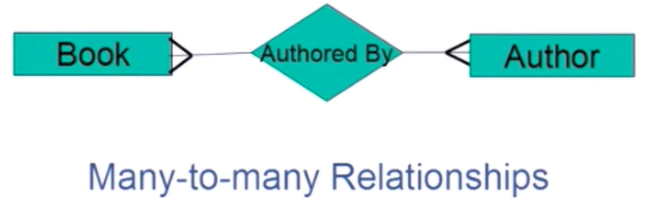 Book Authored By Author
Many-to-many Relationships